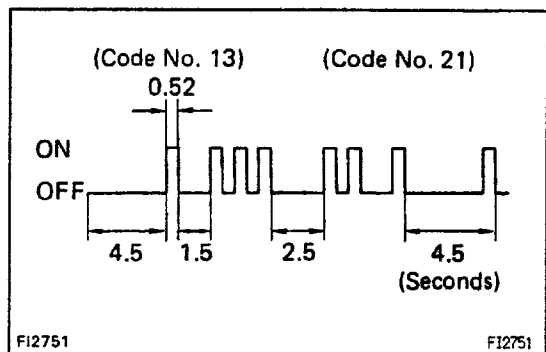 (Code No. 13) (Code No. 21)
0.52
ON
OFF
4.5 1.5 2.5 4.5
(Seconds)
FI2751 FI2751